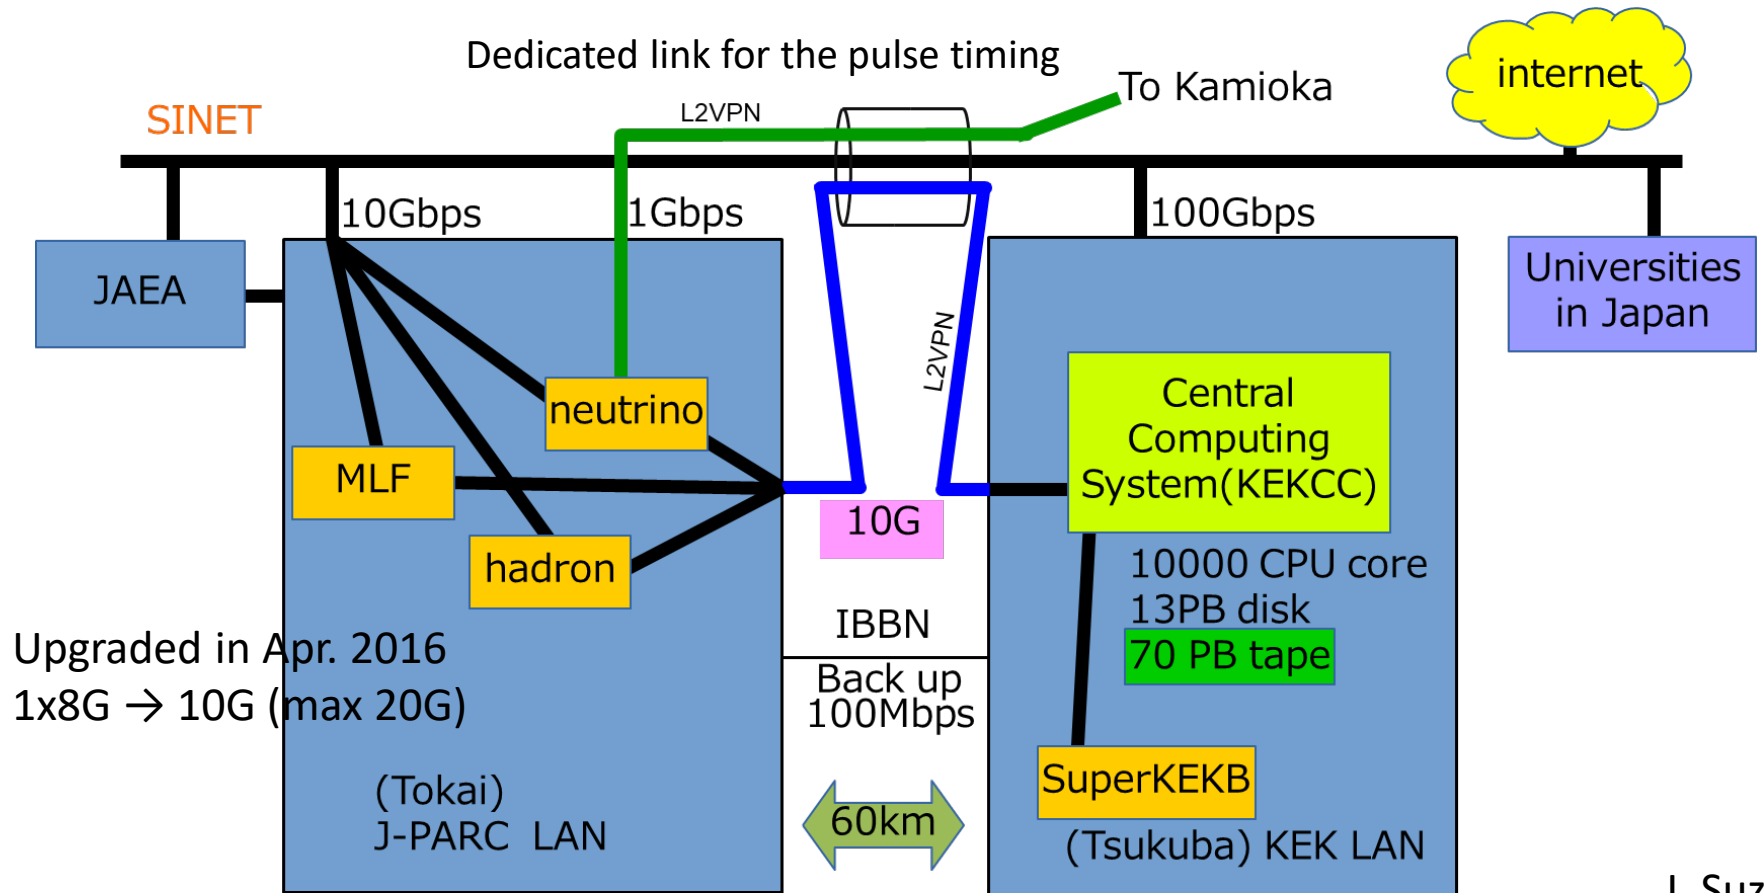 Dedicated link for the pulse timing
To Kamioka
internet
SINET
L2VPN
10Gbps
1Gbps
100Gbps
JAEA
Universities
in Japan
L2VPN
neutrino
Central
Computing
System(KEKCC)
MLF
10G
hadron
10000 CPU core
13PB disk
70 PB tape
IBBN
Upgraded in Apr. 2016
1x8G → 10G (max 20G)
Back up
100Mbps
SuperKEKB
(Tokai)
J-PARC LAN
60km
(Tsukuba) KEK LAN